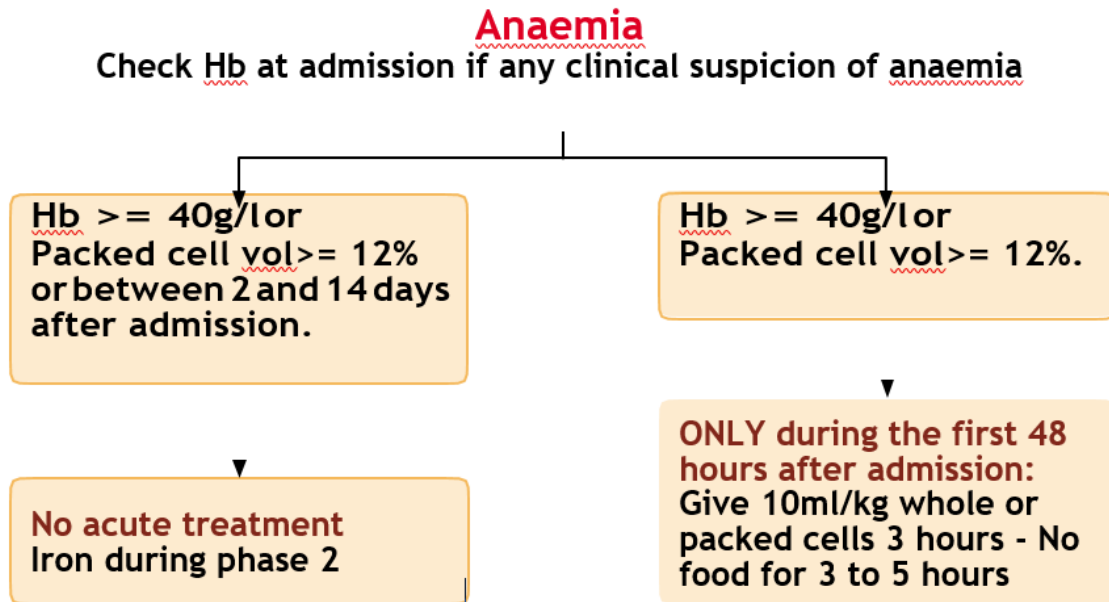 Anaemia
Check Hb at admission if any clinical suspicion of anaemia
Hb >= 40g/lor
Packed cell vol>= 12%
or between 2 and 14 days
after admission.
Hb >= 40g/lor
Packed cell vol>= 12%.
No acute treatment
Iron during phase 2
ONLY during the first 48
hours after admission:
Give 10ml/kg whole or
packed cells 3 hours - No
food for 3 to 5 hours